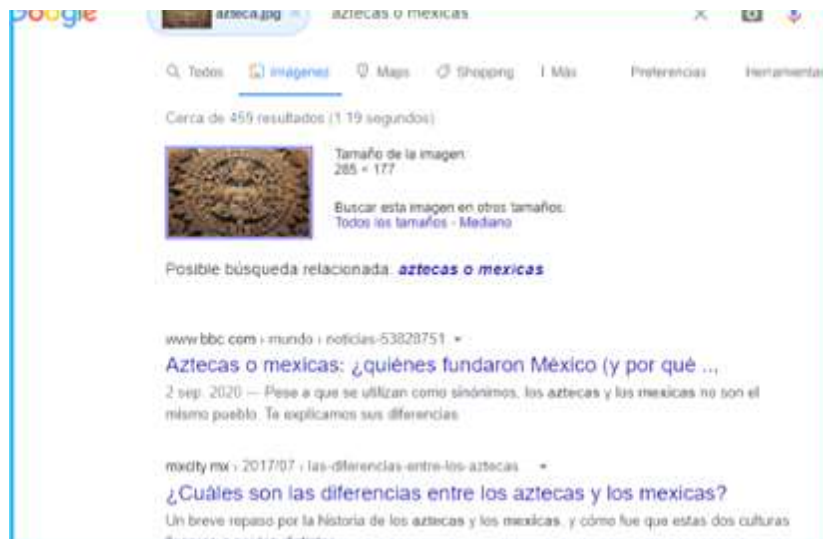 Google azteca.jpg × aztecas o mexicas
Todos Imágenes Maps Shopping Más Preferencias Herramientas
Cerca de 459 resultados (1.19 segundos)
Tamaño de la imagen:
285 × 177
Buscar esta imagen en otros tamaños:
Todos los tamaños - Mediano
Posible búsqueda relacionada: aztecas o mexicas
www.bbc.com › mundo › noticias-53828751
Aztecas o mexicas: ¿quiénes fundaron México (y por qué ...
2 sep. 2020 — Pese a que se utilizan como sinónimos, los aztecas y los mexicas no son el
mismo pueblo. Te explicamos sus diferencias.
mxcity.mx › 2017/07 › las-diferencias-entre-los-aztecas
¿Cuáles son las diferencias entre los aztecas y los mexicas?
Un breve repaso por la historia de los aztecas y los mexicas, y cómo fue que estas dos culturas